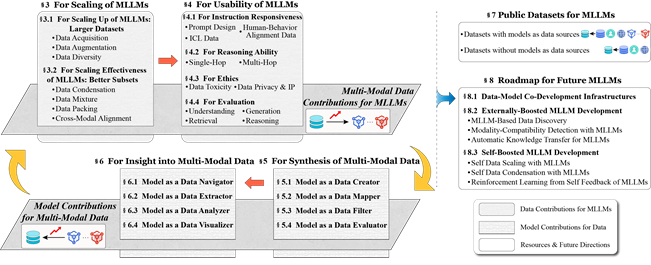 § 3 For Scaling of MLLMs
3.1 For Scaling Up of MLLMs:
Larger Datasets
• Data Acquisition
• Data Augmentation
• Data Diversity
§ 3.2 For Scaling Effectiveness
of MLLMs: Better Subsets
• Data Condensation
• Data Mixture
• Data Packing
• Cross-Modal Alignment
§ 4 For Usability of MLLMs
§ 4.1 For Instruction Responsiveness
• Prompt Design
• ICL Data
• Human-Behavior
Alignment Data
§ 4.2 For Reasoning Ability
• Single-Hop
• Multi-Hop
§ 4.3 For Ethics
• Data Toxicity
• Data Privacy & IP
§ 4.4 For Evaluation
• Understanding
• Generation
• Retrieval
• Reasoning
Multi-Modal Data
Contributions for MLLMs
§ 6 For Insight into Multi-Modal Data
§ 6.1 Model as a Data Navigator
§ 6.2 Model as a Data Extractor
§ 6.3 Model as a Data Analyzer
§ 6.4 Model as a Data Visualizer
§ 5 For Synthesis of Multi-Modal Data
§ 5.1 Model as a Data Creator
§ 5.2 Model as a Data Mapper
§ 5.3 Model as a Data Filter
§ 5.4 Model as a Data Evaluator
Model Contributions
for Multi-Modal Data
§ 7 Public Datasets for MLLMs
• Datasets with models as data sources
• Datasets without models as data sources
§ 8 Roadmap for Future MLLMs
§ 8.1 Data-Model Co-Development Infrastructures
§ 8.2 Externally-Boosted MLLM Development
• MLLM-Based Data Discovery
• Modality-Compatibility Detection with MLLMs
• Automatic Knowledge Transfer for MLLMs
§ 8.3 Self-Boosted MLLM Development
• Self Data Scaling with MLLMs
• Self Data Condensation with MLLMs
• Reinforcement Learning from Self Feedback of MLLMs
Data Contributions for MLLMs
Model Contributions for Data
Resources & Future Directions